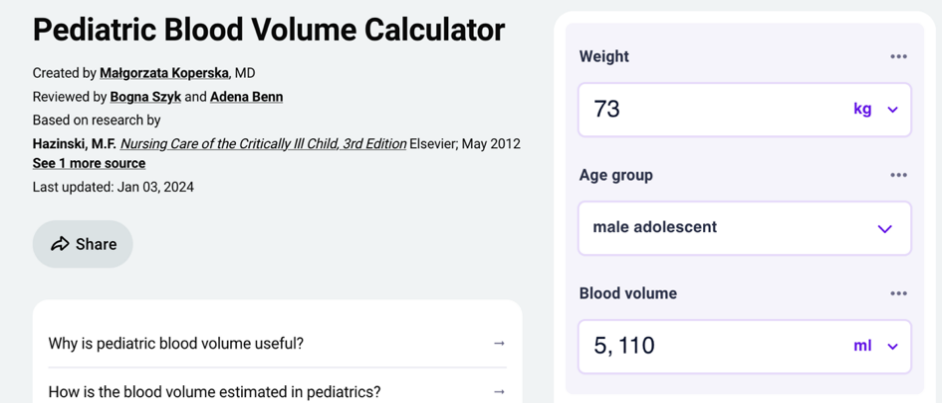 Pediatric Blood Volume Calculator
Created by Małgorzata Koperska, MD
Reviewed by Bogna Szyk and Adena Benn
Based on research by
Hazinski, M.F. Nursing Care of the Critically Ill Child, 3rd Edition Elsevier; May 2012
See 1 more source
Last updated: Jan 03, 2024
Share
Why is pediatric blood volume useful? →
How is the blood volume estimated in pediatrics? →
Weight
73 kg
Age group
male adolescent
Blood volume
5, 110 ml